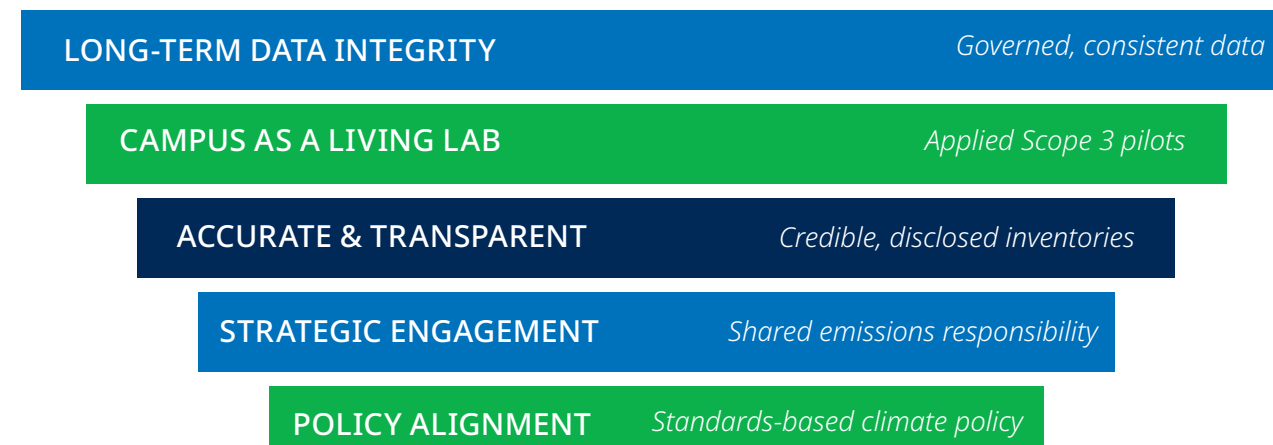 LONG-TERM DATA INTEGRITY Governed, consistent data
CAMPUS AS A LIVING LAB Applied Scope 3 pilots
ACCURATE & TRANSPARENT Credible, disclosed inventories
STRATEGIC ENGAGEMENT Shared emissions responsibility
POLICY ALIGNMENT Standards-based climate policy